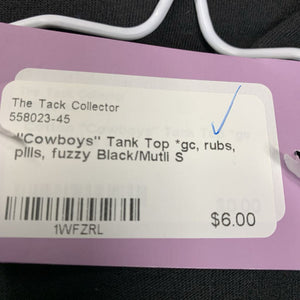 The Tack Collector
558023-45
"Cowboys" Tank Top *gc, rubs,
pills, fuzzy Black/Mutli S
$6.00
1WFZRL